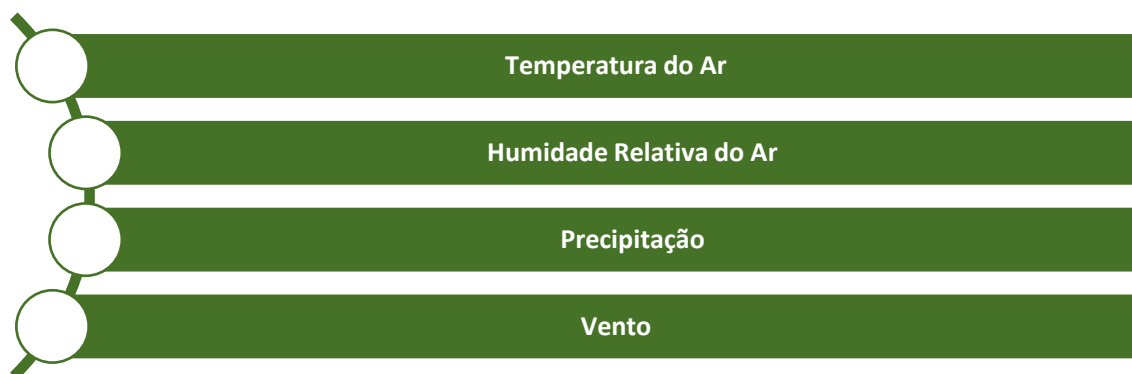 Temperatura do Ar
Humidade Relativa do Ar
Precipitação
Vento